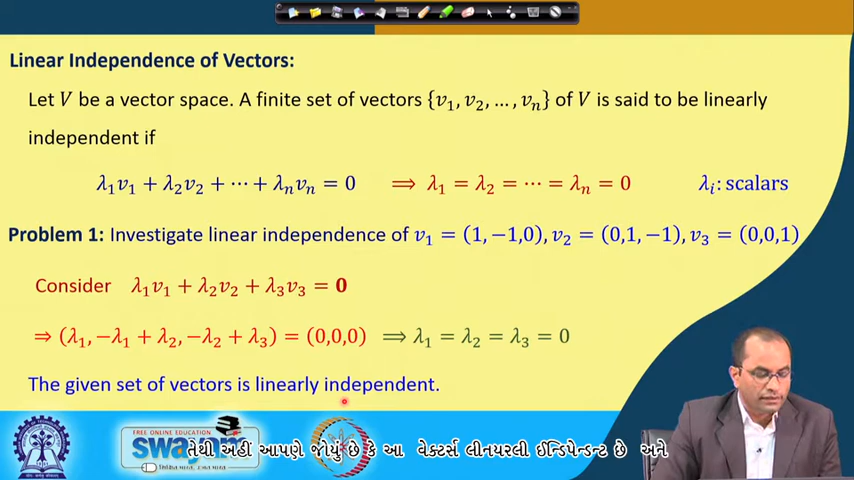 Linear Independence of Vectors:
Let V be a vector space. A finite set of vectors {v₁, v₂, …, vₙ} of V is said to be linearly
independent if
λ₁v₁ + λ₂v₂ + ⋯ + λₙvₙ = 0 ⟹ λ₁ = λ₂ = ⋯ = λₙ = 0 λᵢ: scalars
Problem 1: Investigate linear independence of v₁ = (1, −1,0), v₂ = (0,1, −1), v₃ = (0,0,1)
Consider λ₁v₁ + λ₂v₂ + λ₃v₃ = 0
⇒ (λ₁, −λ₁ + λ₂, −λ₂ + λ₃) = (0,0,0) ⟹ λ₁ = λ₂ = λ₃ = 0
The given set of vectors is linearly independent.
FREE ONLINE EDUCATION
swayam
તેથી અહીં આપણે જોયું છે કે આ વેક્ટર્સ લીનયરલી ઈન્ડિપેન્ડન્ટ છે અને